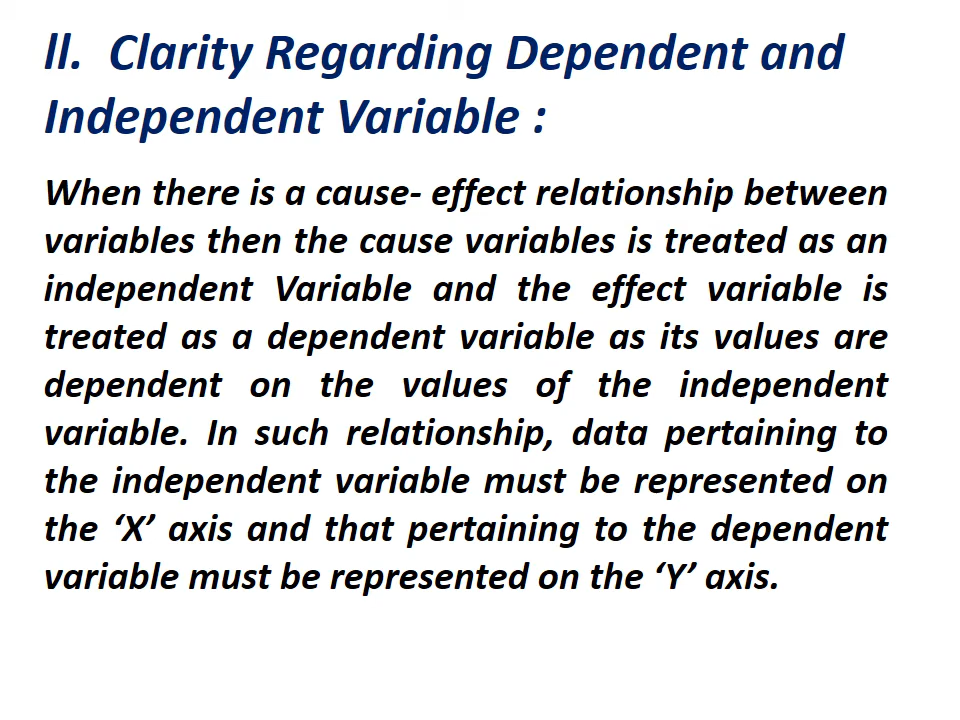 ll. Clarity Regarding Dependent and
Independent Variable :
When there is a cause- effect relationship between
variables then the cause variables is treated as an
independent Variable and the effect variable is
treated as a dependent variable as its values are
dependent on the values of the independent
variable. In such relationship, data pertaining to
the independent variable must be represented on
the ‘X’ axis and that pertaining to the dependent
variable must be represented on the ‘Y’ axis.